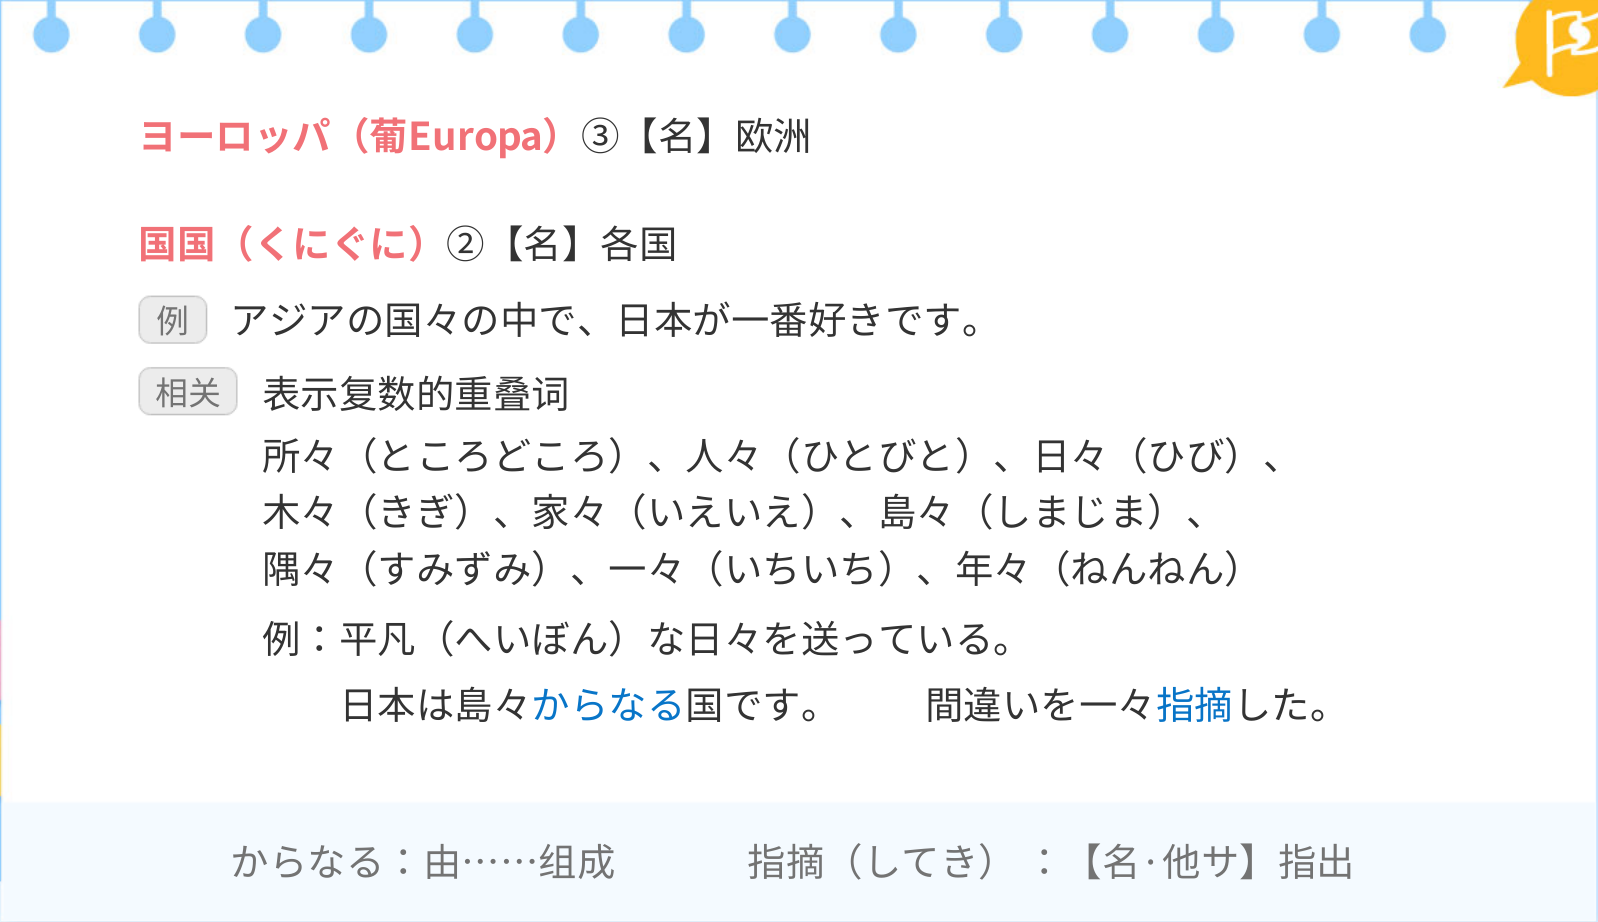 ヨーロッパ（葡Europa）③【名】欧洲
国国（くにぐに）②【名】各国
例 アジアの国々の中で、日本が一番好きです。
相关 表示复数的重叠词
所々（ところどころ）、人々（ひとびと）、日々（ひび）、
木々（きぎ）、家々（いえいえ）、島々（しまじま）、
隅々（すみずみ）、一々（いちいち）、年々（ねんねん）
例：平凡（へいぼん）な日々を送っている。
日本は島々からなる国です。 間違いを一々指摘した。
からなる：由……组成 指摘（してき）：【名·他サ】指出